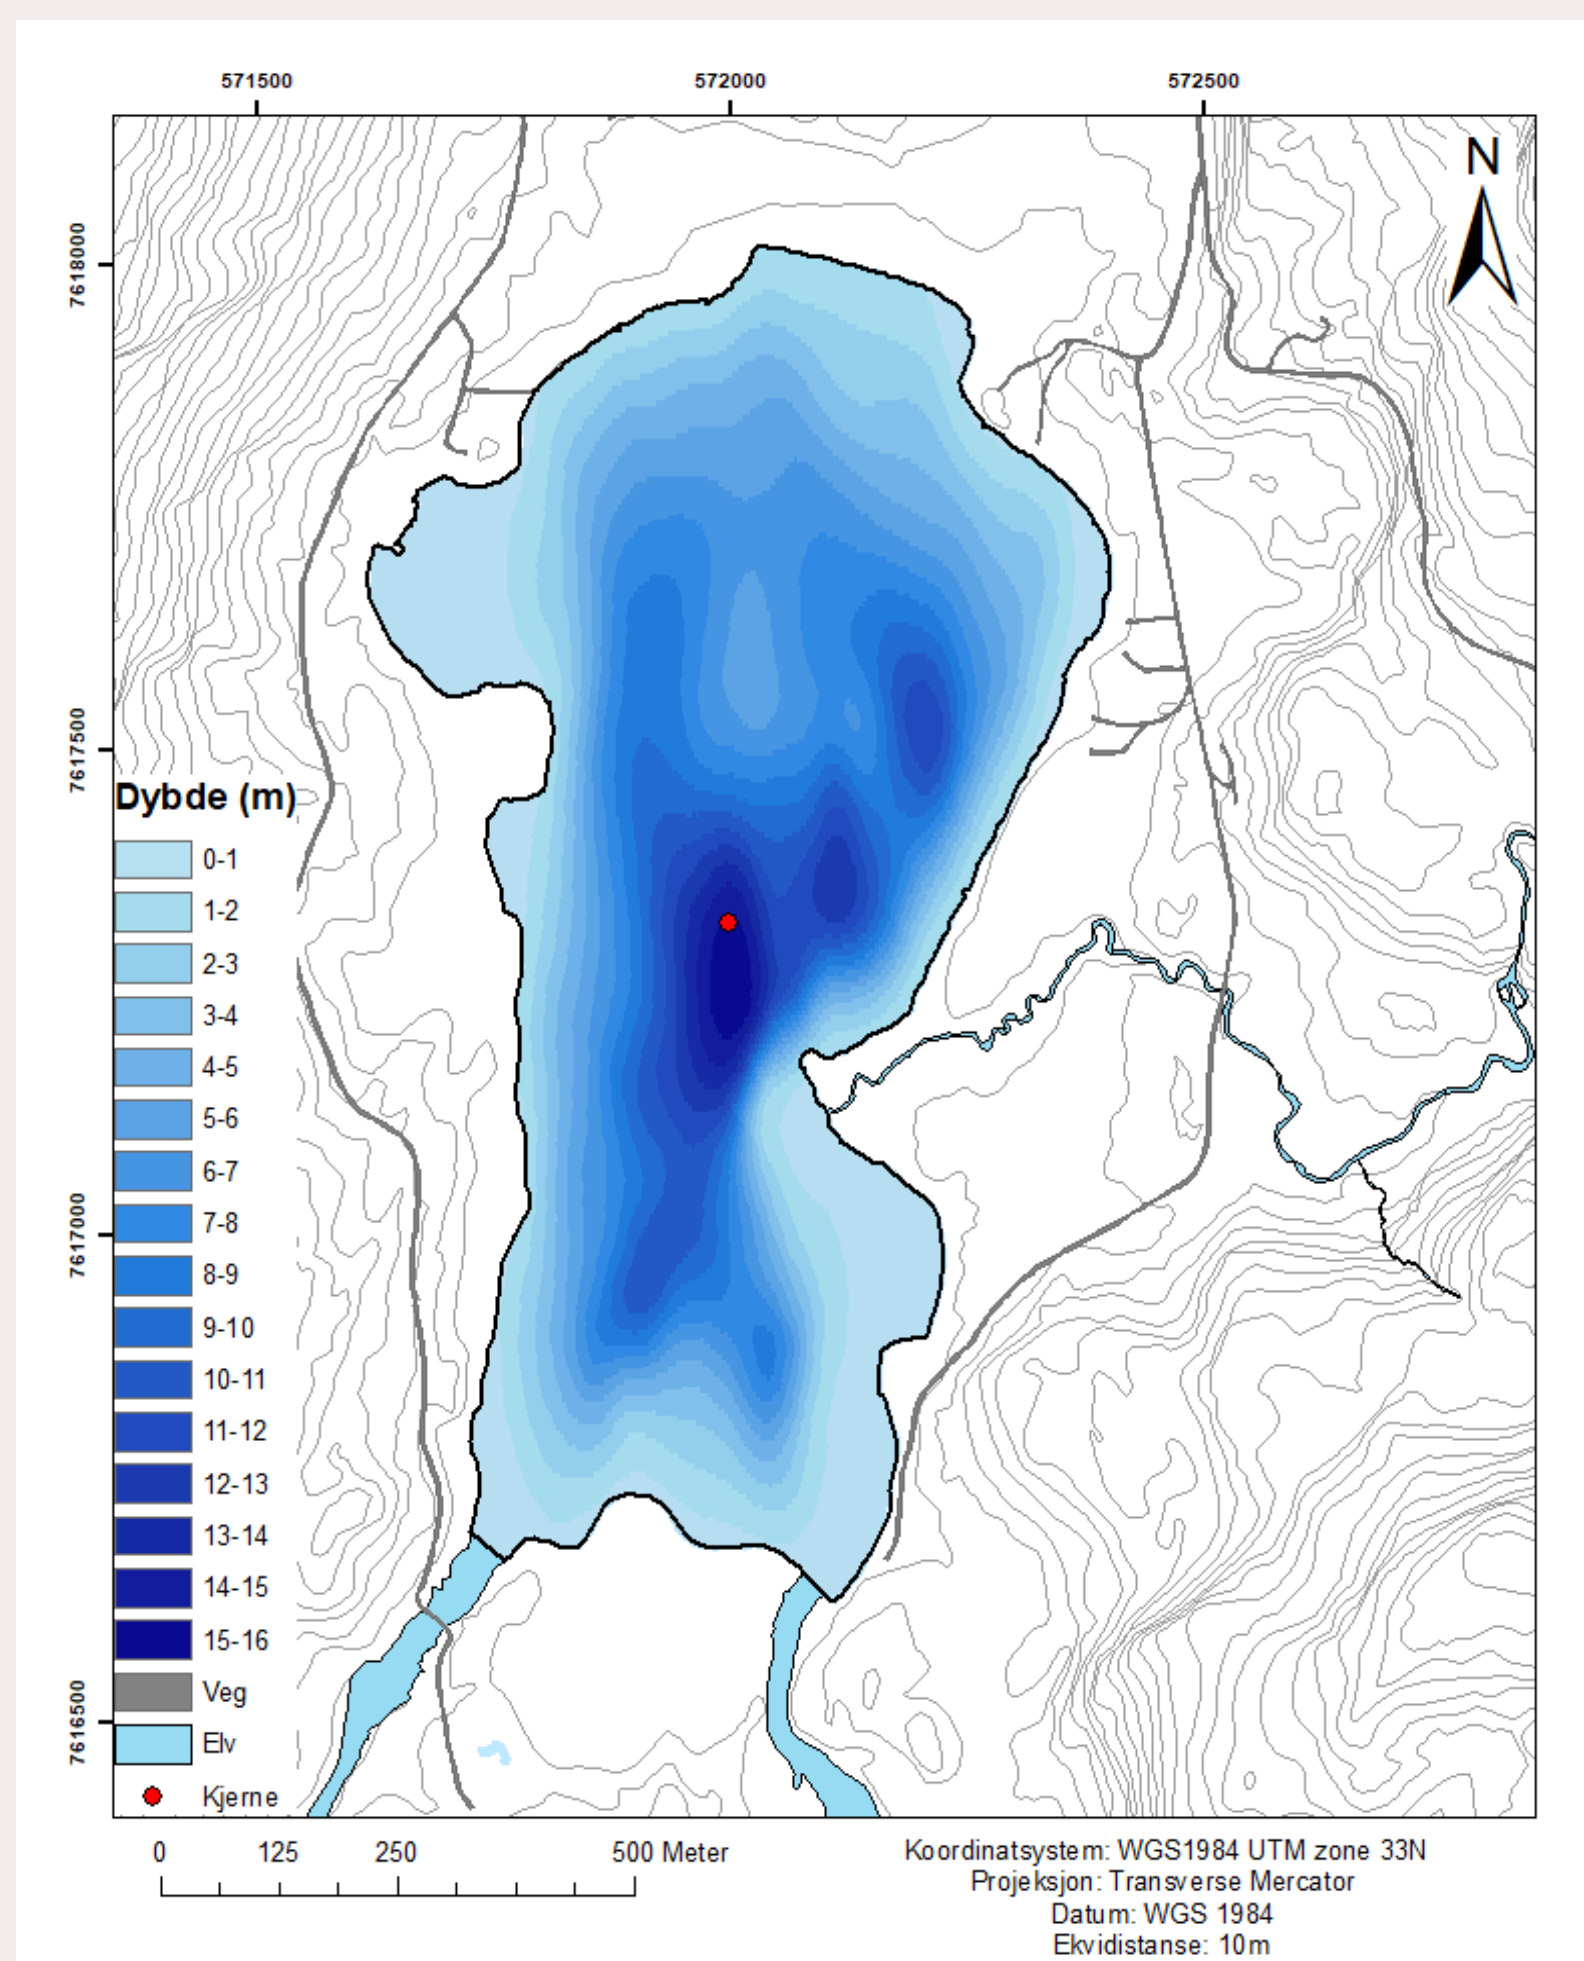 571500
572000
572500
N
7618000
7617500
7617000
7616500
Dybde (m)
0-1
1-2
2-3
3-4
4-5
5-6
6-7
7-8
8-9
9-10
10-11
11-12
12-13
13-14
14-15
15-16
Veg
Elv
Kjerne
0 125 250 500 Meter
Koordinatsystem: WGS1984 UTM zone 33N
Projeksjon: Transverse Mercator
Datum: WGS 1984
Ekvidistanse: 10m